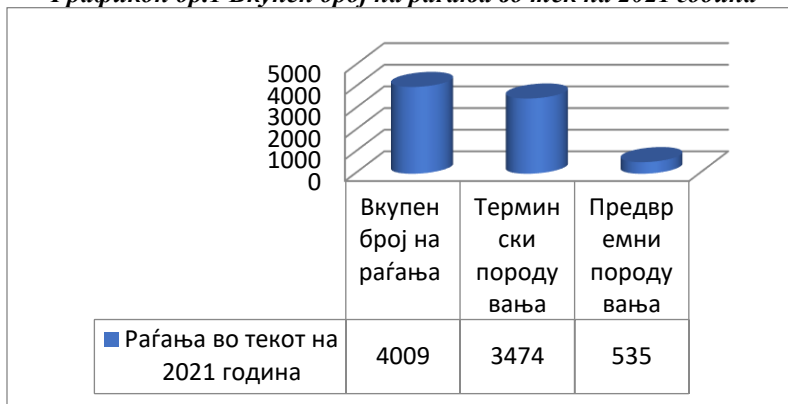 Графикон бр.1 Вкупен број на раѓања во тек на 2021 година
5000
4000
3000
2000
1000
0
Вкупен
број на
раѓања
Термин
ски
породу
вања
Предвр
емни
породу
вања
Раѓања во текот на
2021 година
4009
3474
535